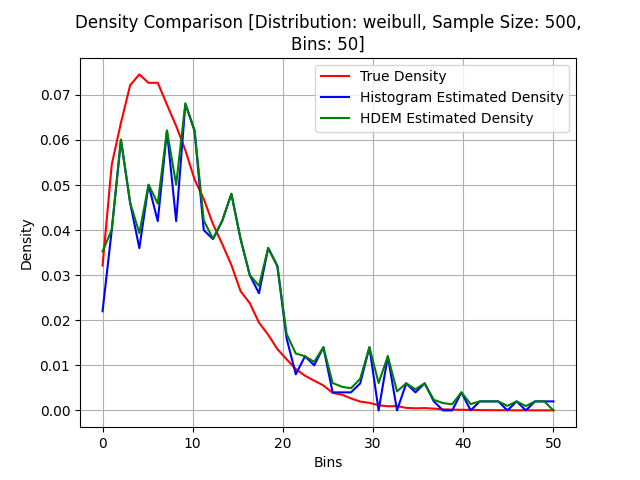 Density Comparison [Distribution: weibull, Sample Size: 500,
Bins: 50]
True Density
Histogram Estimated Density
HDEM Estimated Density
Density
0.07
0.06
0.05
0.04
0.03
0.02
0.01
0.00
0 10 20 30 40 50
Bins